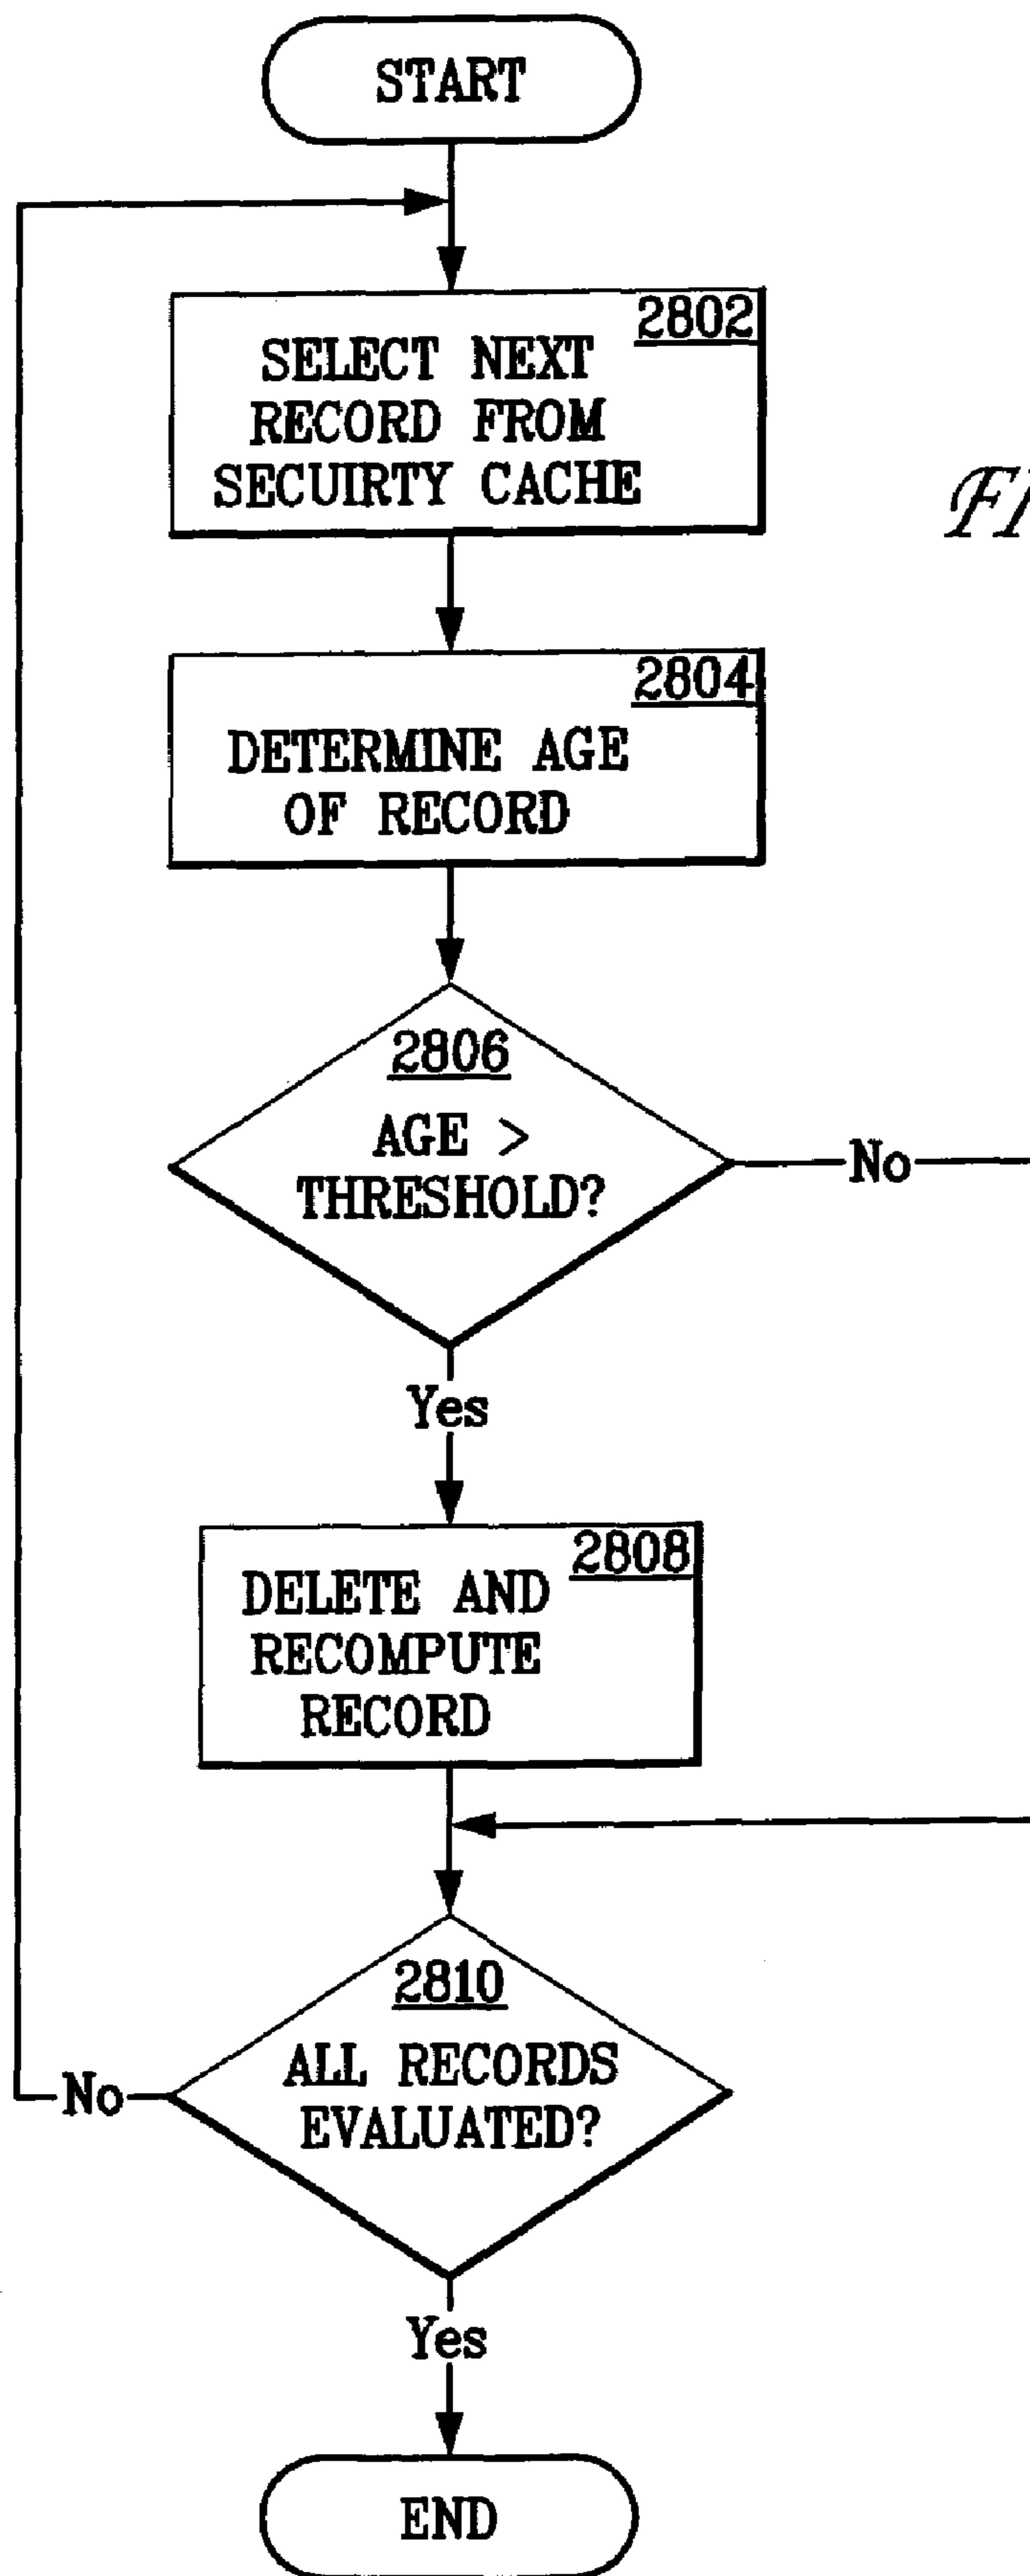 START
2802
SELECT NEXT
RECORD FROM
SECUIRTY CACHE
2804
DETERMINE AGE
OF RECORD
2806
AGE >
THRESHOLD?
No
Yes
2808
DELETE AND
RECOMPUTE
RECORD
2810
ALL RECORDS
EVALUATED?
No
Yes
END